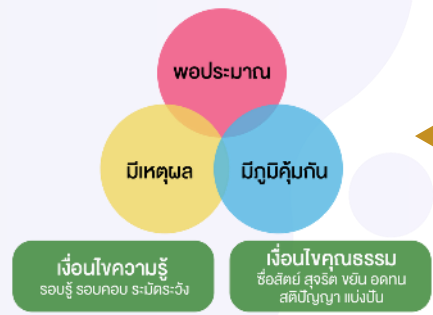 พอประมาณ
มีเหตุผล
มีภูมิคุ้มกัน
เงื่อนไขความรู้
รอบรู้ รอบคอบ ระมัดระวัง
เงื่อนไขคุณธรรม
ซื่อสัตย์ สุจริต ขยัน อดทน
สติปัญญา แบ่งปัน